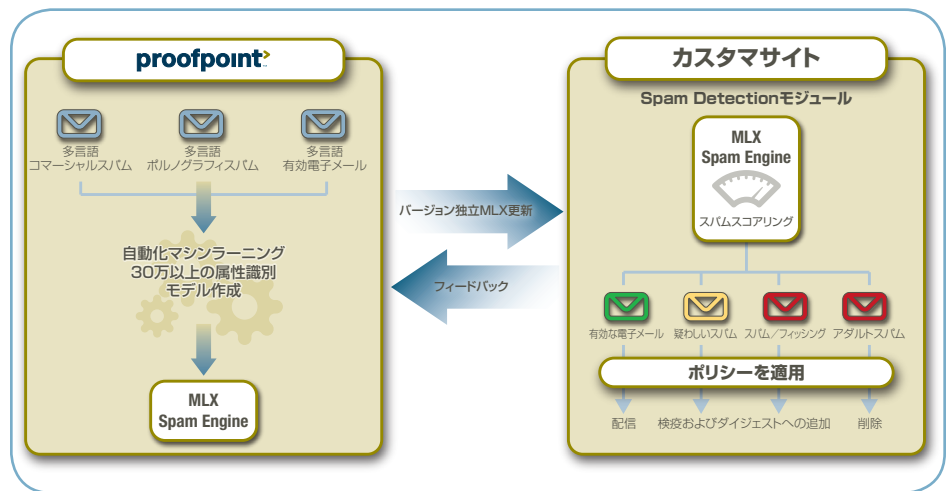 proofpoint
多言語
コマーシャルスパム
多言語
ポルノグラフィスパム
多言語
有効電子メール
自動化マシンラーニング
30万以上の属性識別
モデル作成
MLX
Spam Engine
バージョン独立MLX更新
フィードバック
カスタマサイト
Spam Detectionモジュール
MLX
Spam Engine
スパムスコアリング
有効な電子メール
疑わしいスパム
スパム／フィッシング
アダルトスパム
ポリシーを適用
配信
検疫およびダイジェストへの追加
削除